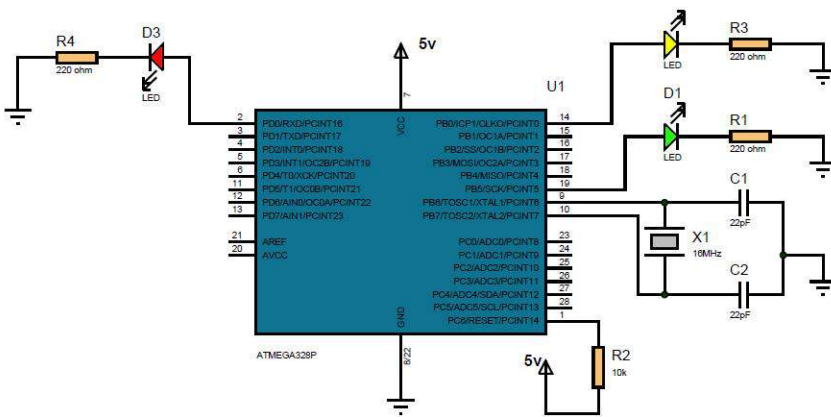 R4
220 ohm
D3
LED
5v
U1
LED
R3
220 ohm
D1
LED
R1
220 ohm
C1
22pF
X1
16MHz
C2
22pF
2 PD0/RXD/PCINT16
3 PD1/TXD/PCINT17
4 PD2/INT0/PCINT18
5 PD3/INT1/OC2B/PCINT19
6 PD4/T0/XCK/PCINT20
11 PD5/T1/OC0B/PCINT21
12 PD6/AIN0/OC0A/PCINT22
13 PD7/AIN1/PCINT23
21 AREF
20 AVCC
7
VCC
PB0/ICP1/CLKO/PCINT0 14
PB1/OC1A/PCINT1 15
PB2/SS/OC1B/PCINT2 16
PB3/MOSI/OC2A/PCINT3 17
PB4/MISO/PCINT4 18
PB5/SCK/PCINT5 19
PB6/TOSC1/XTAL1/PCINT6 9
PB7/TOSC2/XTAL2/PCINT7 10
PC0/ADC0/PCINT8 23
PC1/ADC1/PCINT9 24
PC2/ADC2/PCINT10 25
PC3/ADC3/PCINT11 26
PC4/ADC4/SDA/PCINT12 27
PC5/ADC5/SCL/PCINT13 28
PC6/RESET/PCINT14 1
GND
8/22
ATMEGA328P
5v
R2
10k